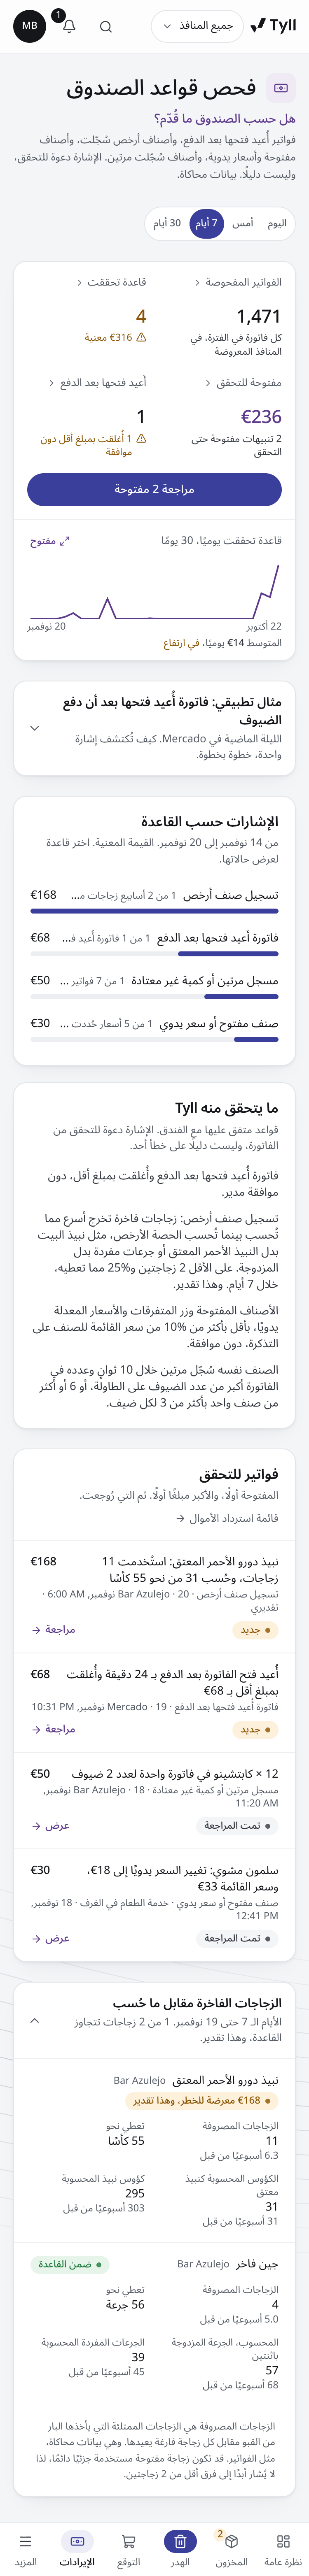 Tyll
جميع المنافذ
1
MB
فحص قواعد الصندوق
هل حسب الصندوق ما قُدّم؟
فواتير أُعيد فتحها بعد الدفع، وأصناف أرخص سُجّلت، وأصناف
مفتوحة وأسعار يدوية، وأصناف سُجّلت مرتين. الإشارة دعوة للتحقق،
وليست دليلًا. بيانات محاكاة.
اليوم
أمس
7 أيام
30 أيام
الفواتير المفحوصة
1,471
كل فاتورة في الفترة، في
المنافذ المعروضة
قاعدة تحققت
4
€316 معنية
مفتوحة للتحقق
€236
2 تنبيهات مفتوحة حتى
التحقق
أعيد فتحها بعد الدفع
1
1 أُغلقت بمبلغ أقل دون
موافقة
مراجعة 2 مفتوحة
قاعدة تحققت يوميًا، 30 يومًا
مفتوح
22 أكتوبر
20 نوفمبر
المتوسط €14 يوميًا، في ارتفاع
مثال تطبيقي: فاتورة أُعيد فتحها بعد أن دفع
الضيوف
الليلة الماضية في Mercado. كيف تُكتشف إشارة
واحدة، خطوة بخطوة.
الإشارات حسب القاعدة
من 14 نوفمبر إلى 20 نوفمبر. القيمة المعنية. اختر قاعدة
لعرض حالاتها.
تسجيل صنف أرخص 1 من 2 أسابيع زجاجات مـ... €168
فاتورة أعيد فتحها بعد الدفع 1 من 1 فاتورة أُعيد فـ... €68
مسجل مرتين أو كمية غير معتادة 1 من 7 فواتير ... €50
صنف مفتوح أو سعر يدوي 1 من 5 أسعار حُددت ... €30
ما يتحقق منه Tyll
قواعد متفق عليها مع الفندق. الإشارة دعوة للتحقق من
الفاتورة، وليست دليلًا على خطأ أحد.
فاتورة أُعيد فتحها بعد الدفع وأُغلقت بمبلغ أقل، دون
موافقة مدير.
تسجيل صنف أرخص: زجاجات فاخرة تخرج أسرع مما
تُحسب بينما تُحسب الحصة الأرخص، مثل نبيذ البيت
بدل النبيذ الأحمر المعتق أو جرعات مفردة بدل
المزدوجة. على الأقل 2 زجاجتين و25% مما تعطيه،
خلال 7 أيام. وهذا تقدير.
الأصناف المفتوحة وزر المتفرقات والأسعار المعدلة
يدويًا، بأقل بأكثر من 10% من سعر القائمة للصنف على
التذكرة، دون موافقة.
الصنف نفسه سُجّل مرتين خلال 10 ثوانٍ وعدده في
الفاتورة أكبر من عدد الضيوف على الطاولة، أو 6 أو أكثر
من صنف واحد بأكثر من 3 لكل ضيف.
فواتير للتحقق
المفتوحة أولًا، والأكبر مبلغًا أولًا. ثم التي رُوجعت.
قائمة استرداد الأموال
نبيذ دورو الأحمر المعتق: استُخدمت 11
زجاجات، وحُسب 31 من نحو 55 كأسًا
€168
تسجيل صنف أرخص · Bar Azulejo · 20 نوفمبر, 6:00 AM ·
تقديري
جديد
مراجعة
أُعيد فتح الفاتورة بعد الدفع بـ 24 دقيقة وأُغلقت
بمبلغ أقل بـ €68
€68
فاتورة أعيد فتحها بعد الدفع · Mercado · 19 نوفمبر, 10:31 PM
جديد
مراجعة
12 × كابتشينو في فاتورة واحدة لعدد 2 ضيوف
€50
مسجل مرتين أو كمية غير معتادة · Bar Azulejo · 18 نوفمبر,
11:20 AM
تمت المراجعة
عرض
سلمون مشوي: تغيير السعر يدويًا إلى €18،
وسعر القائمة €33
€30
صنف مفتوح أو سعر يدوي · خدمة الطعام في الغرف · 18 نوفمبر,
12:41 PM
تمت المراجعة
عرض
الزجاجات الفاخرة مقابل ما حُسب
الأيام الـ 7 حتى 19 نوفمبر. 1 من 2 زجاجات تتجاوز
القاعدة، وهذا تقدير.
نبيذ دورو الأحمر المعتق Bar Azulejo
€168 معرضة للخطر، وهذا تقدير
الزجاجات المصروفة
11
6.3 أسبوعيًا من قبل
تعطي نحو
55 كأسًا
الكؤوس المحسوبة كنبيذ
معتق
31
31 أسبوعيًا من قبل
كؤوس نبيذ المحسوبة
295
303 أسبوعيًا من قبل
جين فاخر Bar Azulejo
ضمن القاعدة
الزجاجات المصروفة
4
5.0 أسبوعيًا من قبل
تعطي نحو
56 جرعة
المحسوب، الجرعة المزدوجة
باثنتين
57
68 أسبوعيًا من قبل
الجرعات المفردة المحسوبة
39
45 أسبوعيًا من قبل
الزجاجات المصروفة هي الزجاجات الممتلئة التي يأخذها البار
من القبو مقابل كل زجاجة فارغة يعيدها. وهي بيانات محاكاة،
مثل الفواتير. قد تكون زجاجة مفتوحة مستخدمة جزئيًا دائمًا، لذا
لا يُشار أبدًا إلى فرق أقل من 2 زجاجتين.
نظرة عامة
2
المخزون
الهدر
التوقع
الإيرادات
المزيد